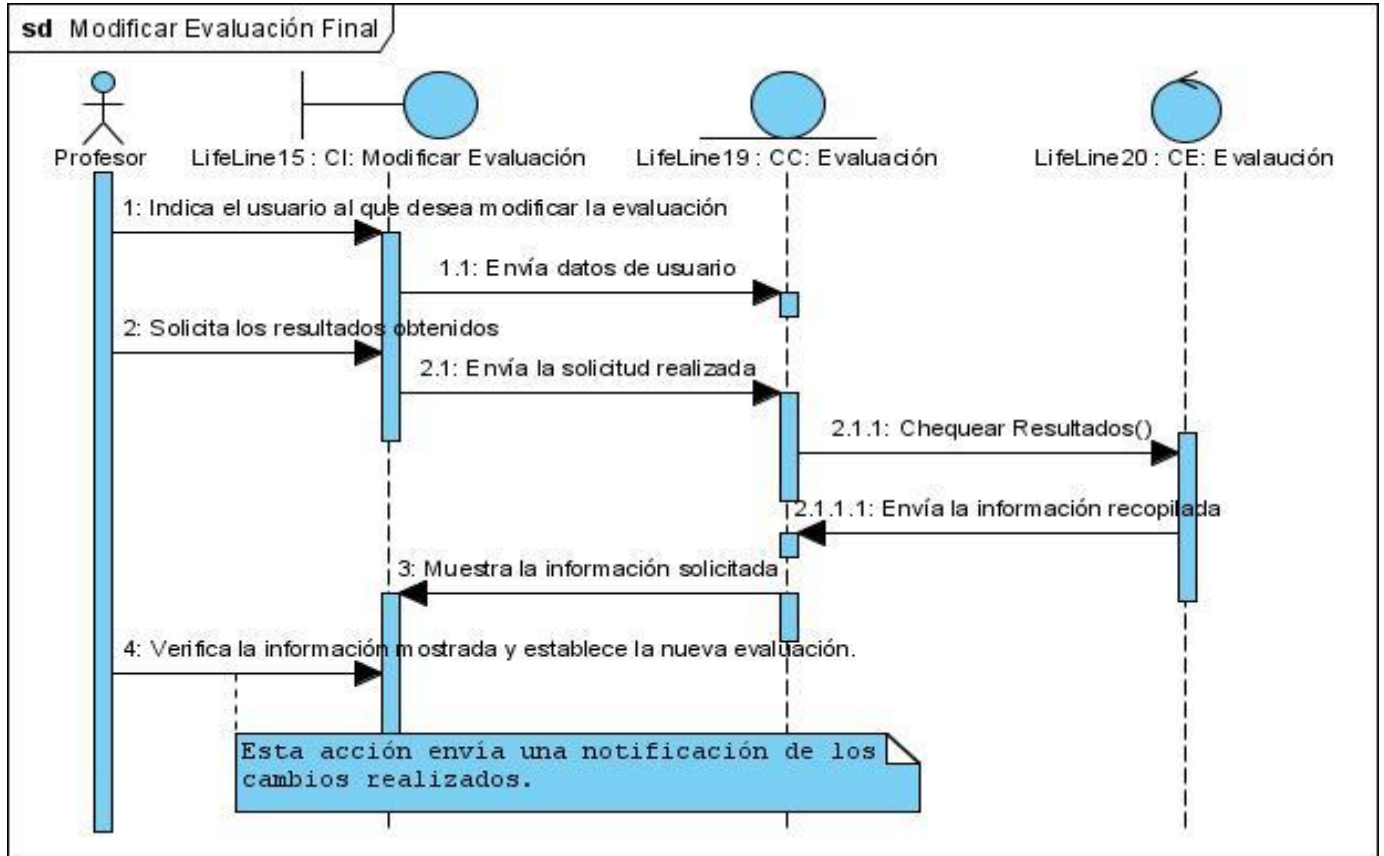 sd Modificar Evaluación Final
Profesor
LifeLine15 : CI: Modificar Evaluación
LifeLine19 : CC: Evaluación
LifeLine20 : CE: Evalaución
1: Indica el usuario al que desea modificar la evaluación
1.1: Envía datos de usuario
2: Solicita los resultados obtenidos
2.1: Envía la solicitud realizada
2.1.1: Chequear Resultados()
2.1.1.1: Envía la información recopilada
3: Muestra la información solicitada
4: Verifica la información mostrada y establece la nueva evaluación.
Esta acción envía una notificación de los
cambios realizados.